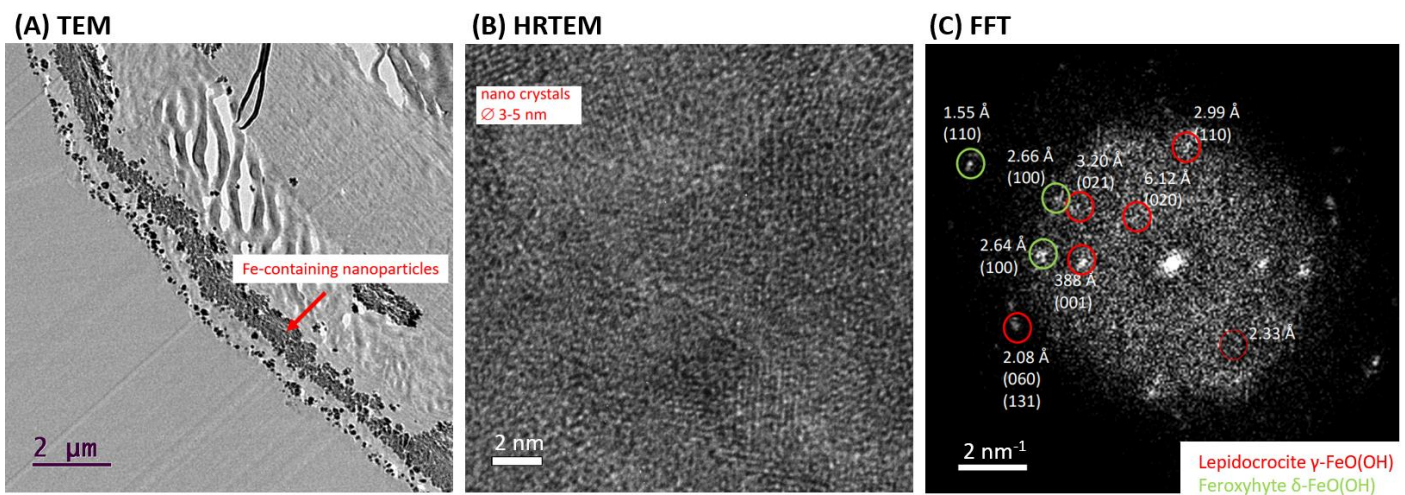 (A) TEM
Fe-containing nanoparticles
2 µm
(B) HRTEM
nano crystals
∅ 3-5 nm
2 nm
(C) FFT
1.55 Å
(110)
2.99 Å
(110)
2.66 Å
(100)
3.20 Å
(021)
6.12 Å
(020)
2.64 Å
(100)
388 Å
(001)
2.33 Å
2.08 Å
(060)
(131)
2 nm⁻¹
Lepidocrocite γ-FeO(OH)
Feroxyhyte δ-FeO(OH)